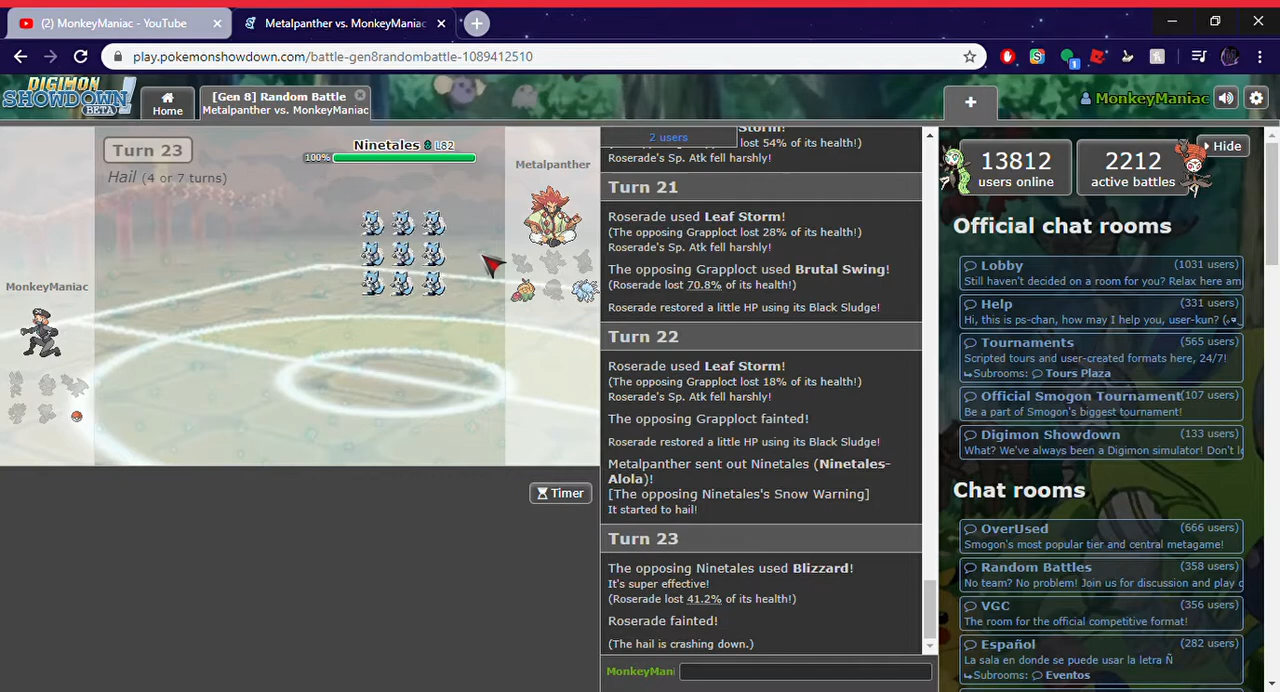 (2) MonkeyManiac - YouTube
Metalpanther vs. MonkeyManiac
play.pokemonshowdown.com/battle-gen8randombattle-1089412510
1
DIGIMON
SHOWDOWN!
BETA
Home
[Gen 8] Random Battle
Metalpanther vs. MonkeyManiac
+
MonkeyManiac
Turn 23
Hail (4 or 7 turns)
Ninetales L82
100%
Metalpanther
MonkeyManiac
Timer
2 users
Storm!
lost 54% of its health!)
Roserade's Sp. Atk fell harshly!
Turn 21
Roserade used Leaf Storm!
(The opposing Grapploct lost 28% of its health!)
Roserade's Sp. Atk fell harshly!
The opposing Grapploct used Brutal Swing!
(Roserade lost 70.8% of its health!)
Roserade restored a little HP using its Black Sludge!
Turn 22
Roserade used Leaf Storm!
(The opposing Grapploct lost 18% of its health!)
Roserade's Sp. Atk fell harshly!
The opposing Grapploct fainted!
Roserade restored a little HP using its Black Sludge!
Metalpanther sent out Ninetales (Ninetales-
Alola)!
[The opposing Ninetales's Snow Warning]
It started to hail!
Turn 23
The opposing Ninetales used Blizzard!
It's super effective!
(Roserade lost 41.2% of its health!)
Roserade fainted!
(The hail is crashing down.)
MonkeyMani
13812
users online
2212
active battles
Hide
Official chat rooms
Lobby (1031 users)
Still haven't decided on a room for you? Relax here am
Help (331 users)
Hi, this is ps-chan, how may I help you, user-kun?
Tournaments (565 users)
Scripted tours and user-created formats here, 24/7!
Subrooms: Tours Plaza
Official Smogon Tournament (107 users)
Be a part of Smogon's biggest tournament!
Digimon Showdown (133 users)
What? We've always been a Digimon simulator! Don't l
Chat rooms
OverUsed (666 users)
Smogon's most popular tier and central metagame!
Random Battles (358 users)
No team? No problem! Join us for discussion and play c
VGC (356 users)
The room for the official competitive format!
Español (282 users)
La sala en donde se puede usar la letra Ñ
Subrooms: Eventos